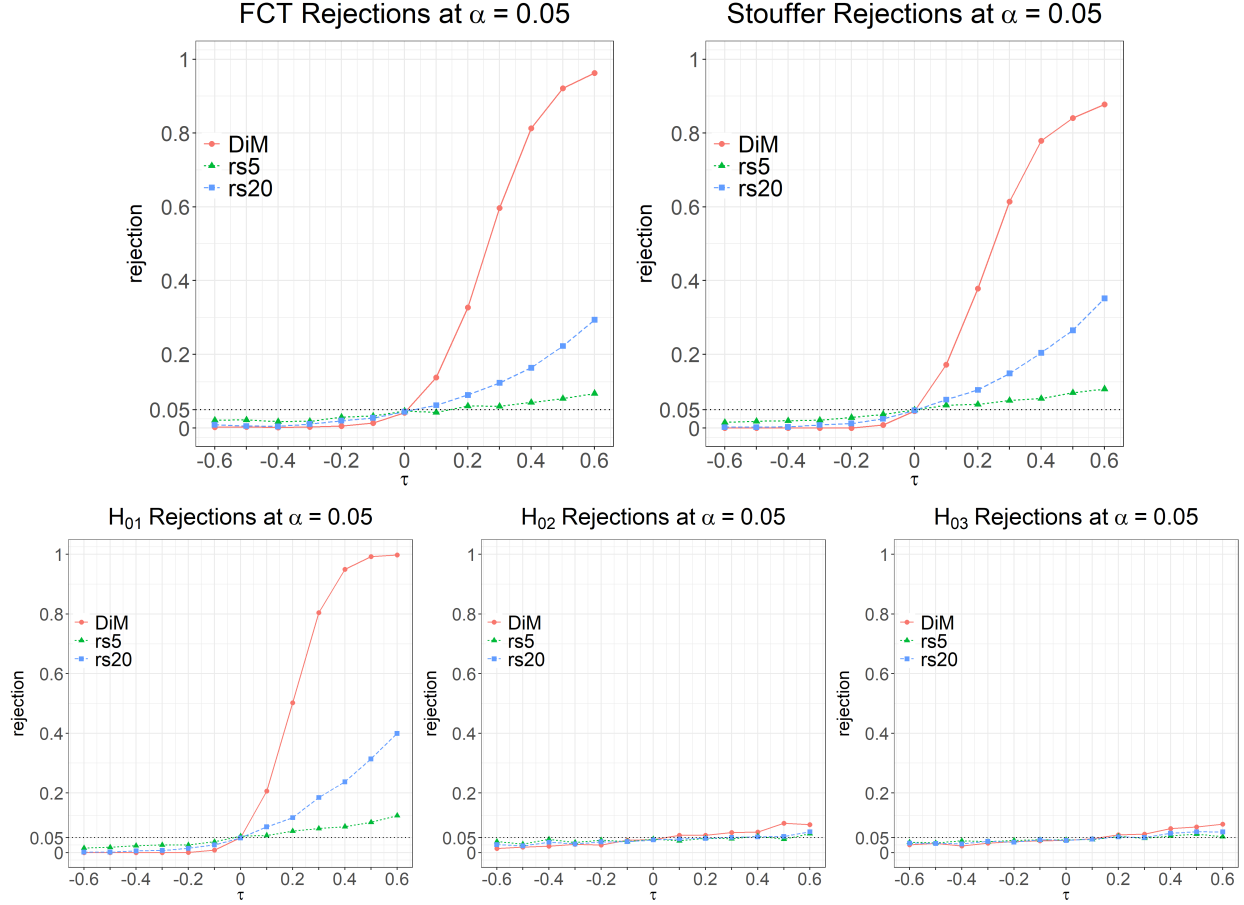 FCT Rejections at α = 0.05
1
0.8
0.6
0.4
0.2
0.05
0
rejection
DiM
rs5
rs20
-0.6 -0.4 -0.2 0 0.2 0.4 0.6
τ
Stouffer Rejections at α = 0.05
1
0.8
0.6
0.4
0.2
0.05
0
rejection
DiM
rs5
rs20
-0.6 -0.4 -0.2 0 0.2 0.4 0.6
τ
H01 Rejections at α = 0.05
1
0.8
0.6
0.4
0.2
0.05
0
rejection
DiM
rs5
rs20
-0.6 -0.4 -0.2 0 0.2 0.4 0.6
τ
H02 Rejections at α = 0.05
1
0.8
0.6
0.4
0.2
0.05
0
rejection
DiM
rs5
rs20
-0.6 -0.4 -0.2 0 0.2 0.4 0.6
τ
H03 Rejections at α = 0.05
1
0.8
0.6
0.4
0.2
0.05
0
rejection
DiM
rs5
rs20
-0.6 -0.4 -0.2 0 0.2 0.4 0.6
τ